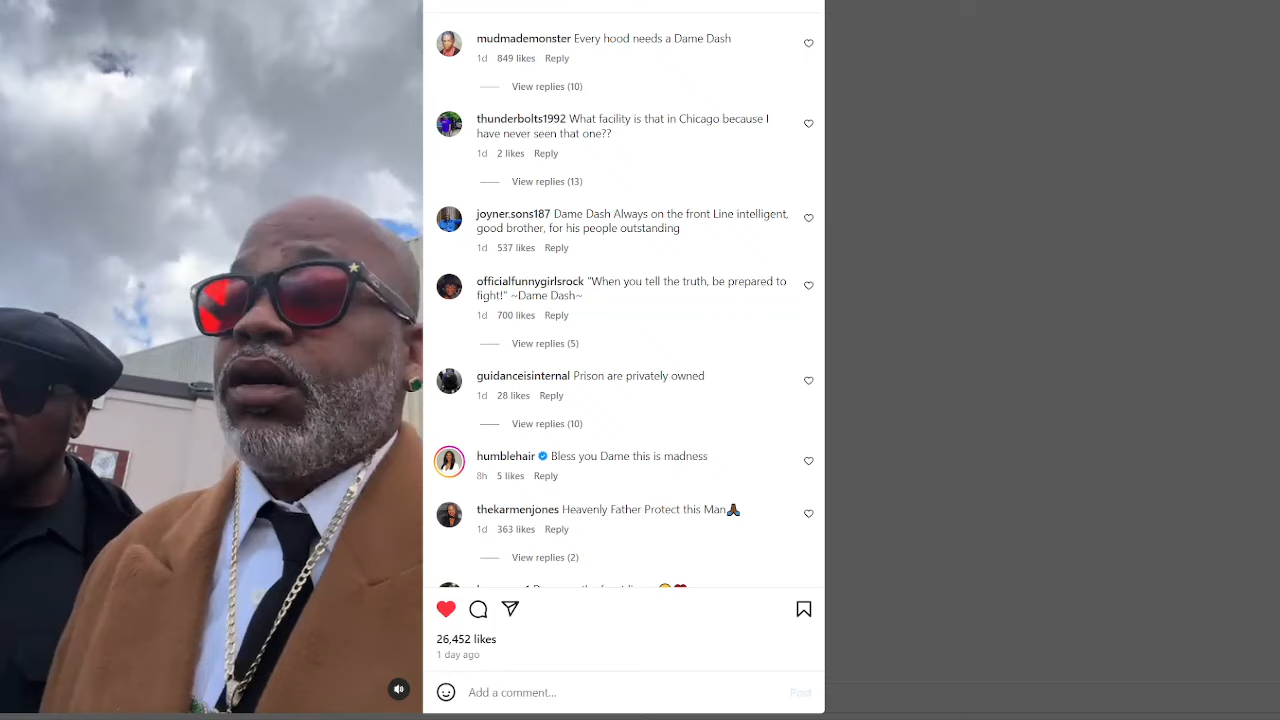 mudmademonster Every hood needs a Dame Dash
1d 849 likes Reply
View replies (10)
thunderbolts1992 What facility is that in Chicago because I
have never seen that one??
1d 2 likes Reply
View replies (13)
joyner.sons187 Dame Dash Always on the front Line intelligent,
good brother, for his people outstanding
1d 537 likes Reply
officialfunnygirlsrock "When you tell the truth, be prepared to
fight!" ~Dame Dash~
1d 700 likes Reply
View replies (5)
guidanceisinternal Prison are privately owned
1d 28 likes Reply
View replies (10)
humblehair Bless you Dame this is madness
8h 5 likes Reply
thekarmenjones Heavenly Father Protect this Man🙏🏾
1d 363 likes Reply
View replies (2)
26,452 likes
1 day ago
Add a comment...
Post